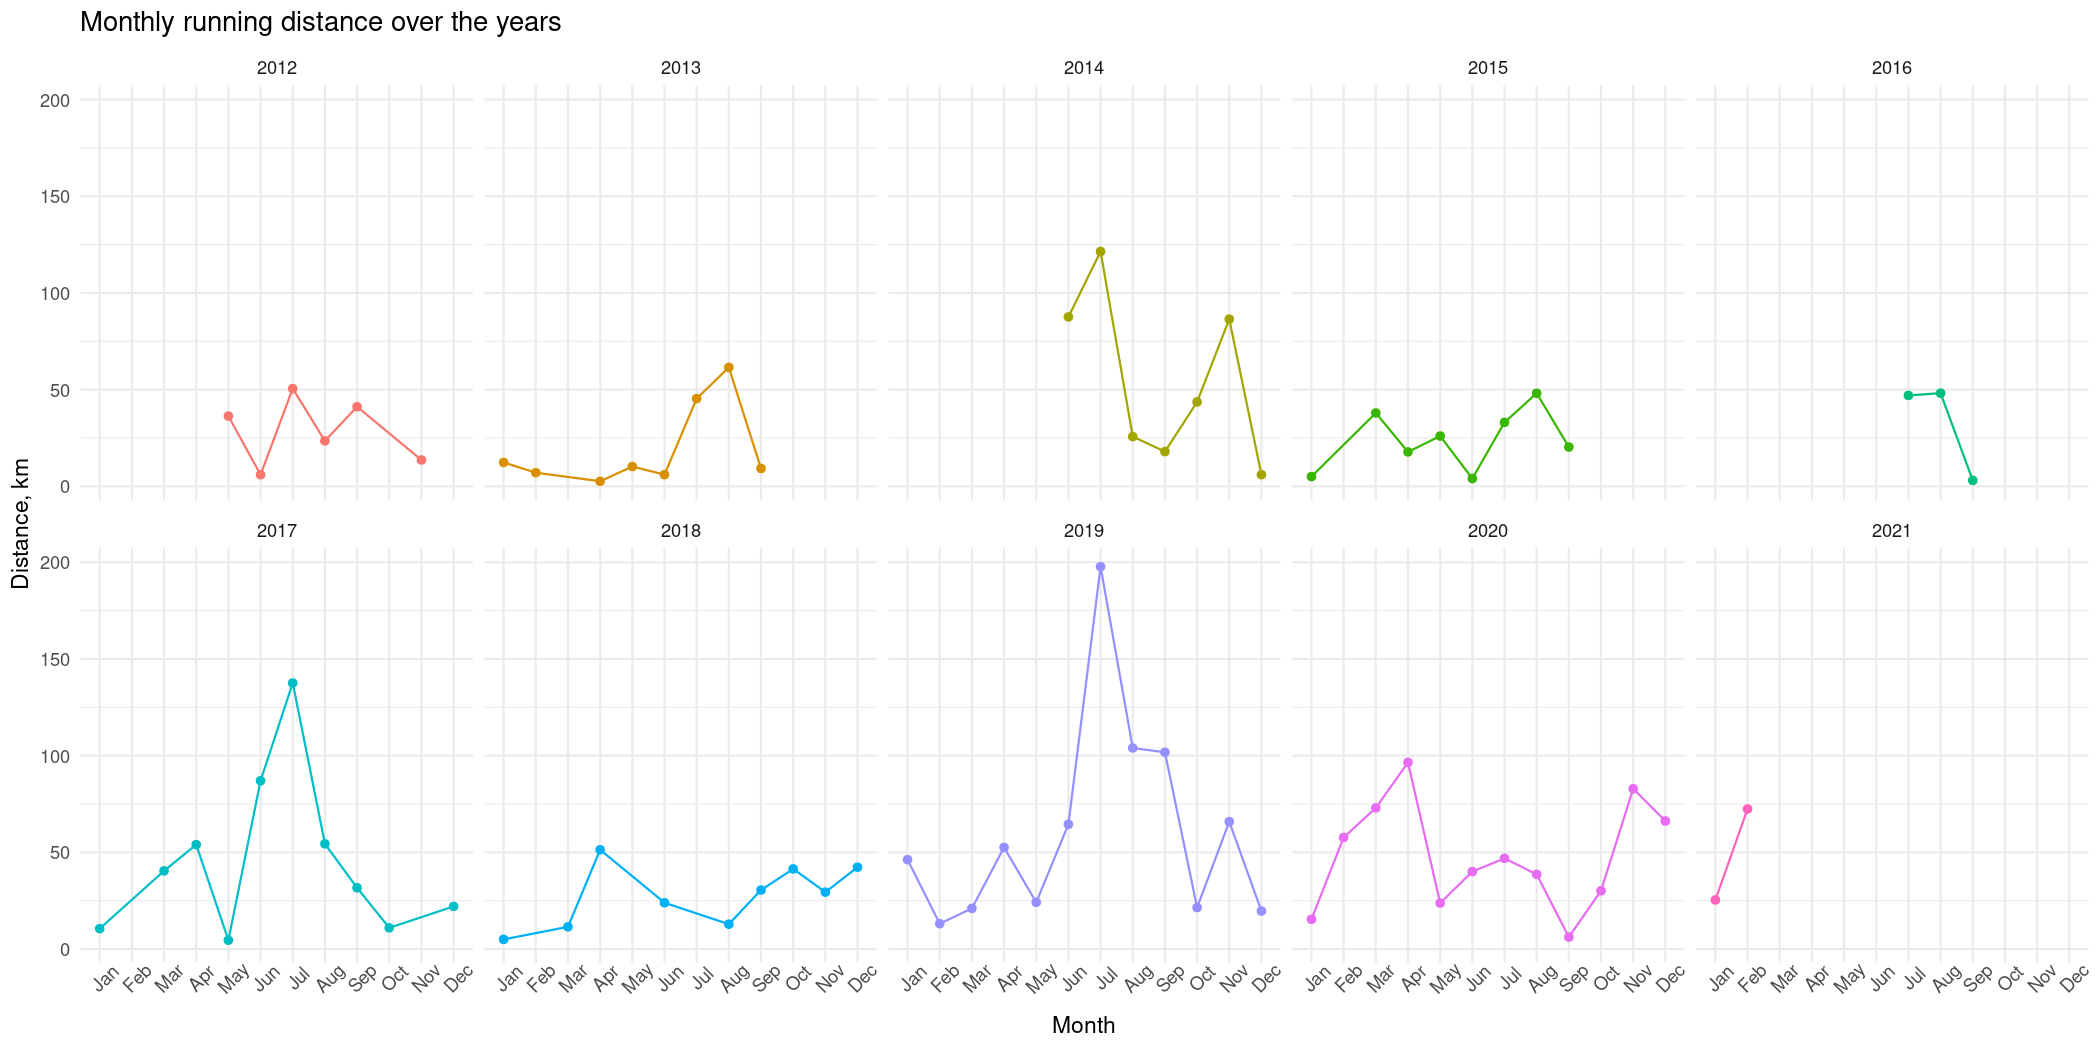 Monthly running distance over the years
2012 2013 2014 2015 2016
200
150
100
50
0
Distance, km
2017 2018 2019 2020 2021
200
150
100
50
0
Jan Feb Mar Apr May Jun Jul Aug Sep Oct Nov Dec Jan Feb Mar Apr May Jun Jul Aug Sep Oct Nov Dec Jan Feb Mar Apr May Jun Jul Aug Sep Oct Nov Dec Jan Feb Mar Apr May Jun Jul Aug Sep Oct Nov Dec Jan Feb Mar Apr May Jun Jul Aug Sep Oct Nov Dec
Month